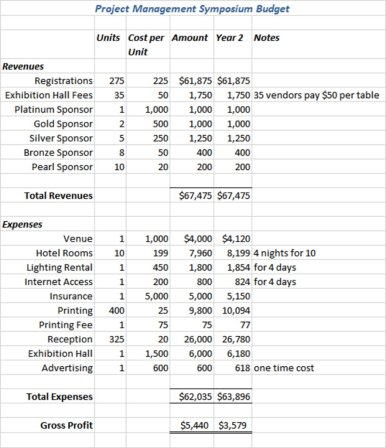 Project Management Symposium Budget
Units Cost per Unit Amount Year 2 Notes
Revenues
Registrations 275 225 $61,875 $61,875
Exhibition Hall Fees 35 50 1,750 1,750 35 vendors pay $50 per table
Platinum Sponsor 1 1,000 1,000 1,000
Gold Sponsor 2 500 1,000 1,000
Silver Sponsor 5 250 1,250 1,250
Bronze Sponsor 8 50 400 400
Pearl Sponsor 10 20 200 200
Total Revenues $67,475 $67,475
Expenses
Venue 1 1,000 $4,000 $4,120
Hotel Rooms 10 199 7,960 8,199 4 nights for 10
Lighting Rental 1 450 1,800 1,854 for 4 days
Internet Access 1 200 800 824 for 4 days
Insurance 1 5,000 5,000 5,150
Printing 400 25 9,800 10,094
Printing Fee 1 75 75 77
Reception 325 20 26,000 26,780
Exhibition Hall 1 1,500 6,000 6,180
Advertising 1 600 600 618 one time cost
Total Expenses $62,035 $63,896
Gross Profit $5,440 $3,579